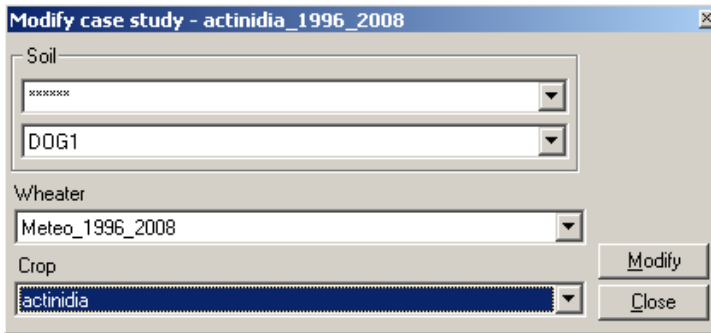 Modify case study - actinidia_1996_2008
Soil
******
DOG1
Wheater
Meteo_1996_2008
Crop
actinidia
Modify
Close